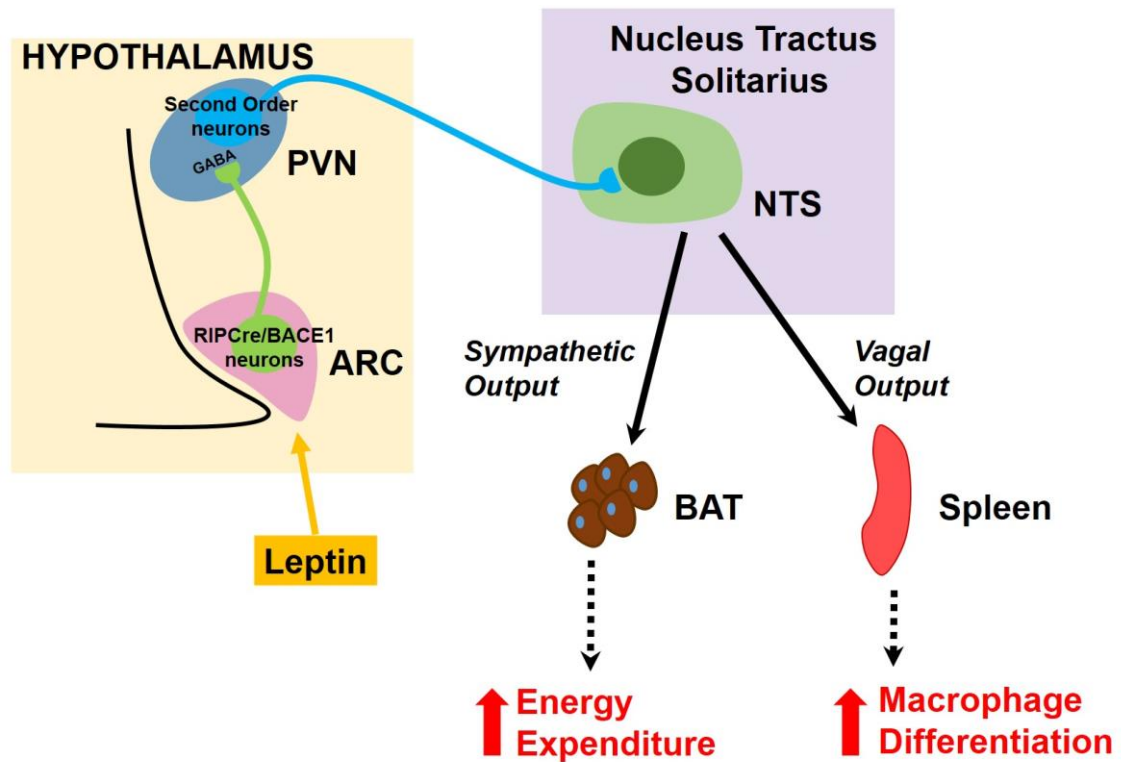 HYPOTHALAMUS
Second Order
neurons
GABA
PVN
RIPCre/BACE1
neurons
ARC
Leptin
Nucleus Tractus
Solitarius
NTS
Sympathetic
Output
Vagal
Output
BAT
Spleen
Energy
Expenditure
Macrophage
Differentiation